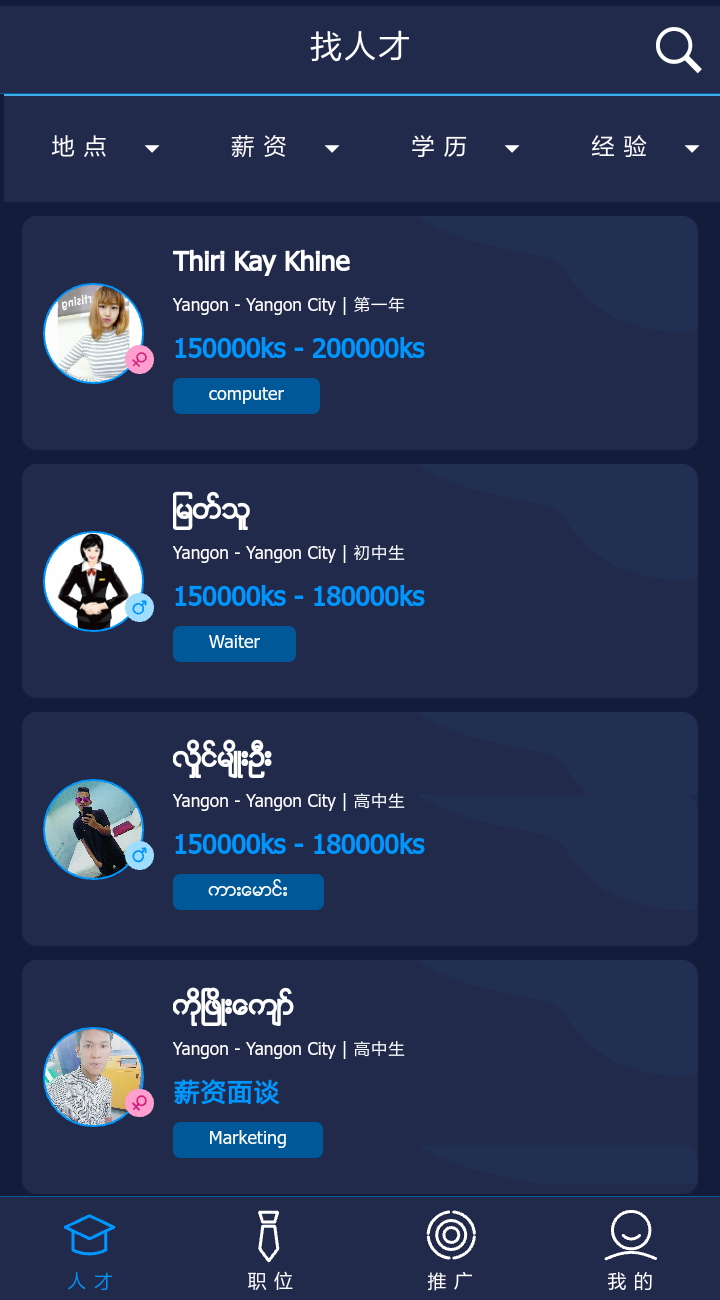 找人才
地点 薪资 学历 经验
Thiri Kay Khine
Yangon - Yangon City | 第一年
150000ks - 200000ks
computer
မြတ်သူ
Yangon - Yangon City | 初中生
150000ks - 180000ks
Waiter
လှိုင်မျိုးဦး
Yangon - Yangon City | 高中生
150000ks - 180000ks
ကားမောင်း
ကိုဖြိုးကျော်
Yangon - Yangon City | 高中生
薪资面谈
Marketing
人才 职位 推广 我的